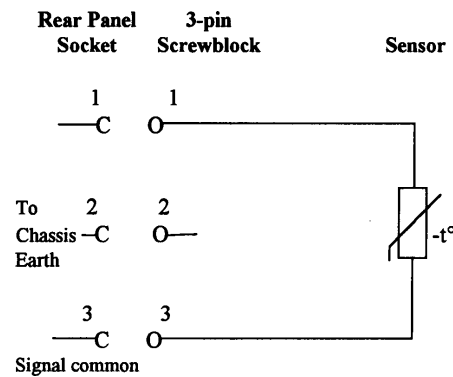 Rear Panel Socket
3-pin Screwblock
Sensor
1 1
To Chassis Earth
2 2
-t°
3 3
Signal common